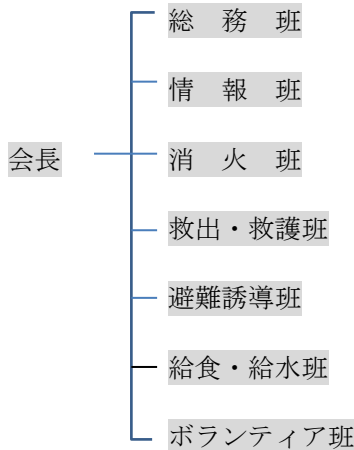 総　務　班
情　報　班
会長
消　火　班
救出・救護班
避難誘導班
給食・給水班
ボランティア班